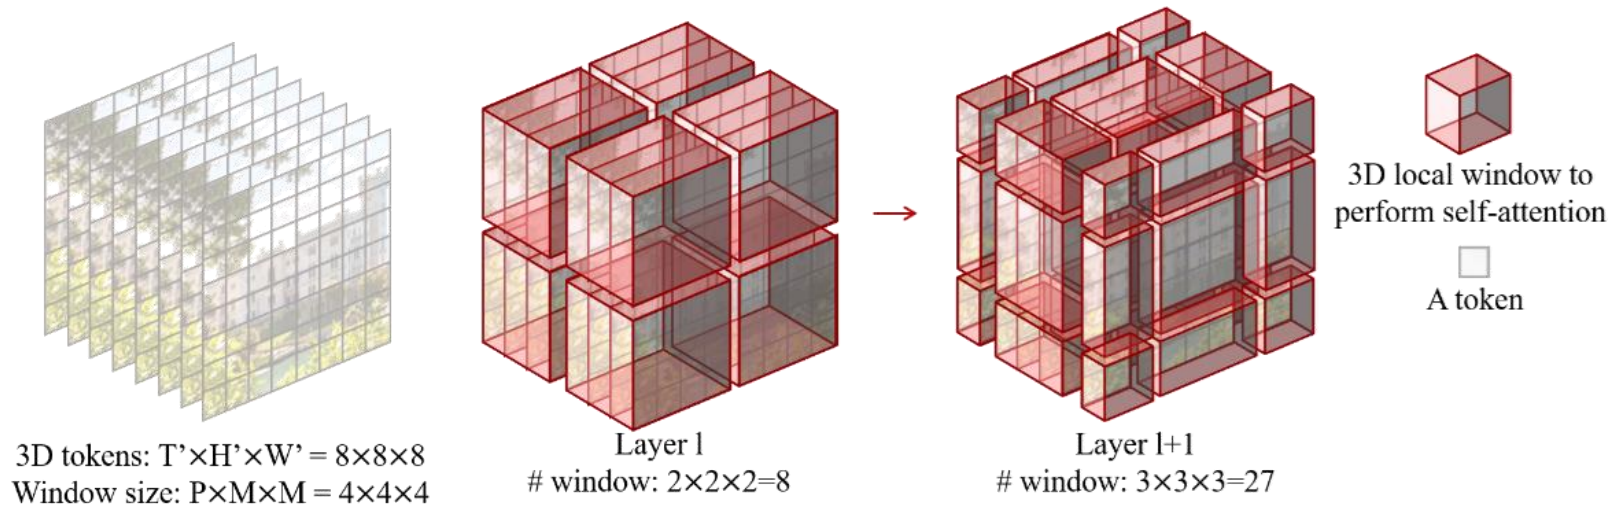 3D tokens: T’×H’×W’ = 8×8×8
Window size: P×M×M = 4×4×4
Layer l
# window: 2×2×2=8
Layer l+1
# window: 3×3×3=27
3D local window to
perform self-attention
A token